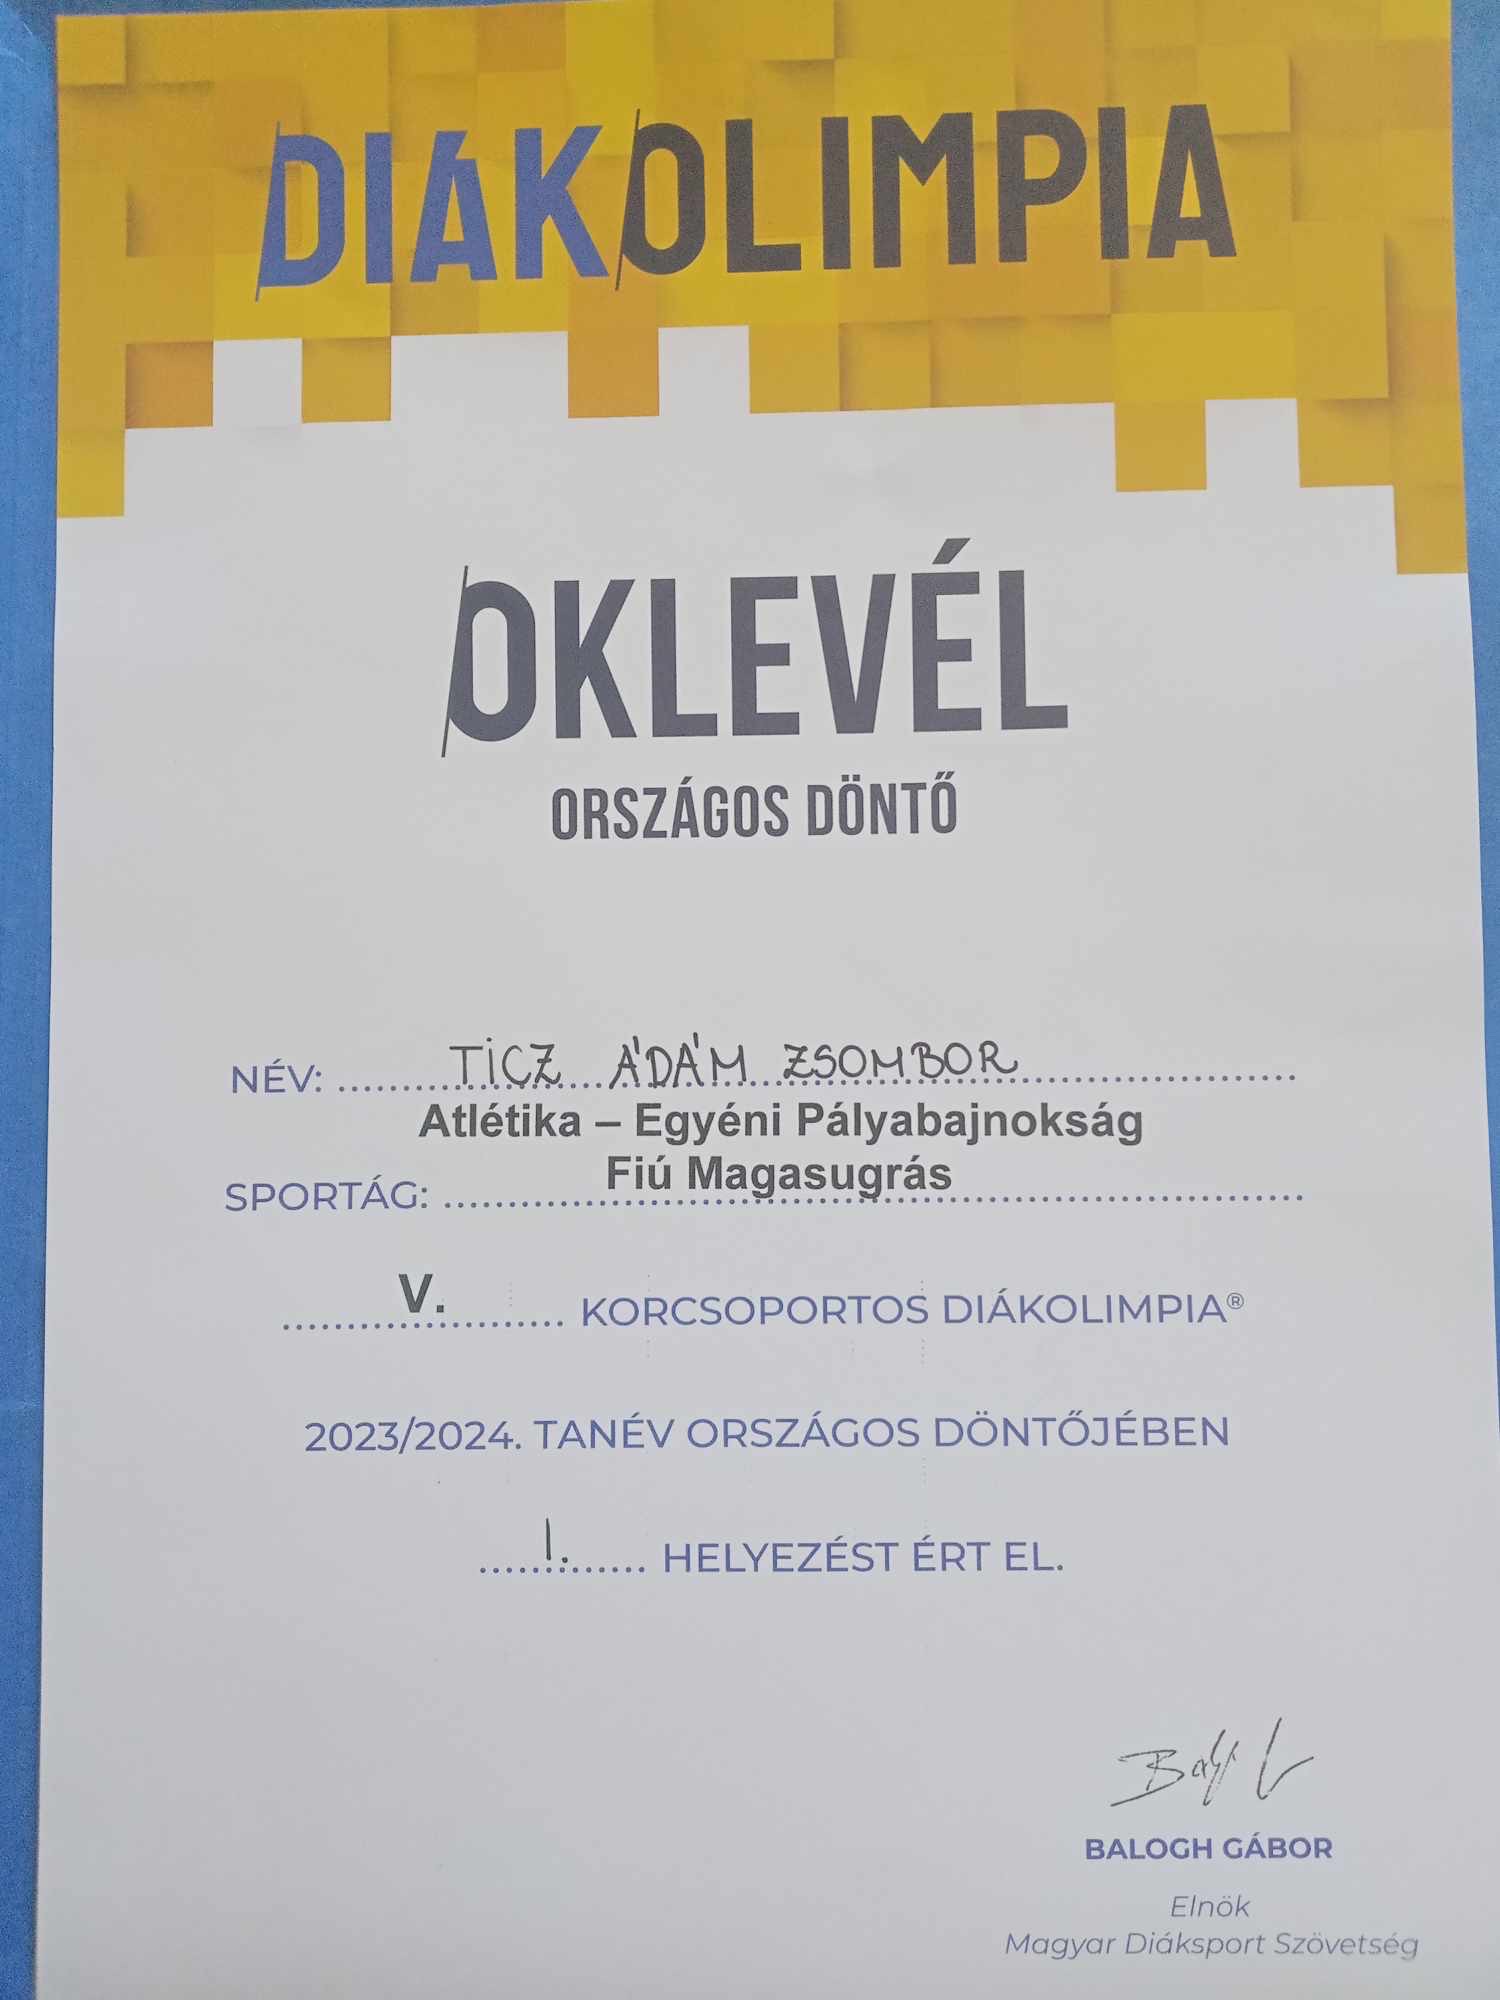 DIÁKOLIMPIA
OKLEVÉL
ORSZÁGOS DÖNTŐ
NÉV: TICZ ÁDÁM ZSOMBOR
Atlétika – Egyéni Pályabajnokság
SPORTÁG: Fiú Magasugrás
V. KORCSOPORTOS DIÁKOLIMPIA®
2023/2024. TANÉV ORSZÁGOS DÖNTŐJÉBEN
I. HELYEZÉST ÉRT EL.
BALOGH GÁBOR
Elnök
Magyar Diáksport Szövetség